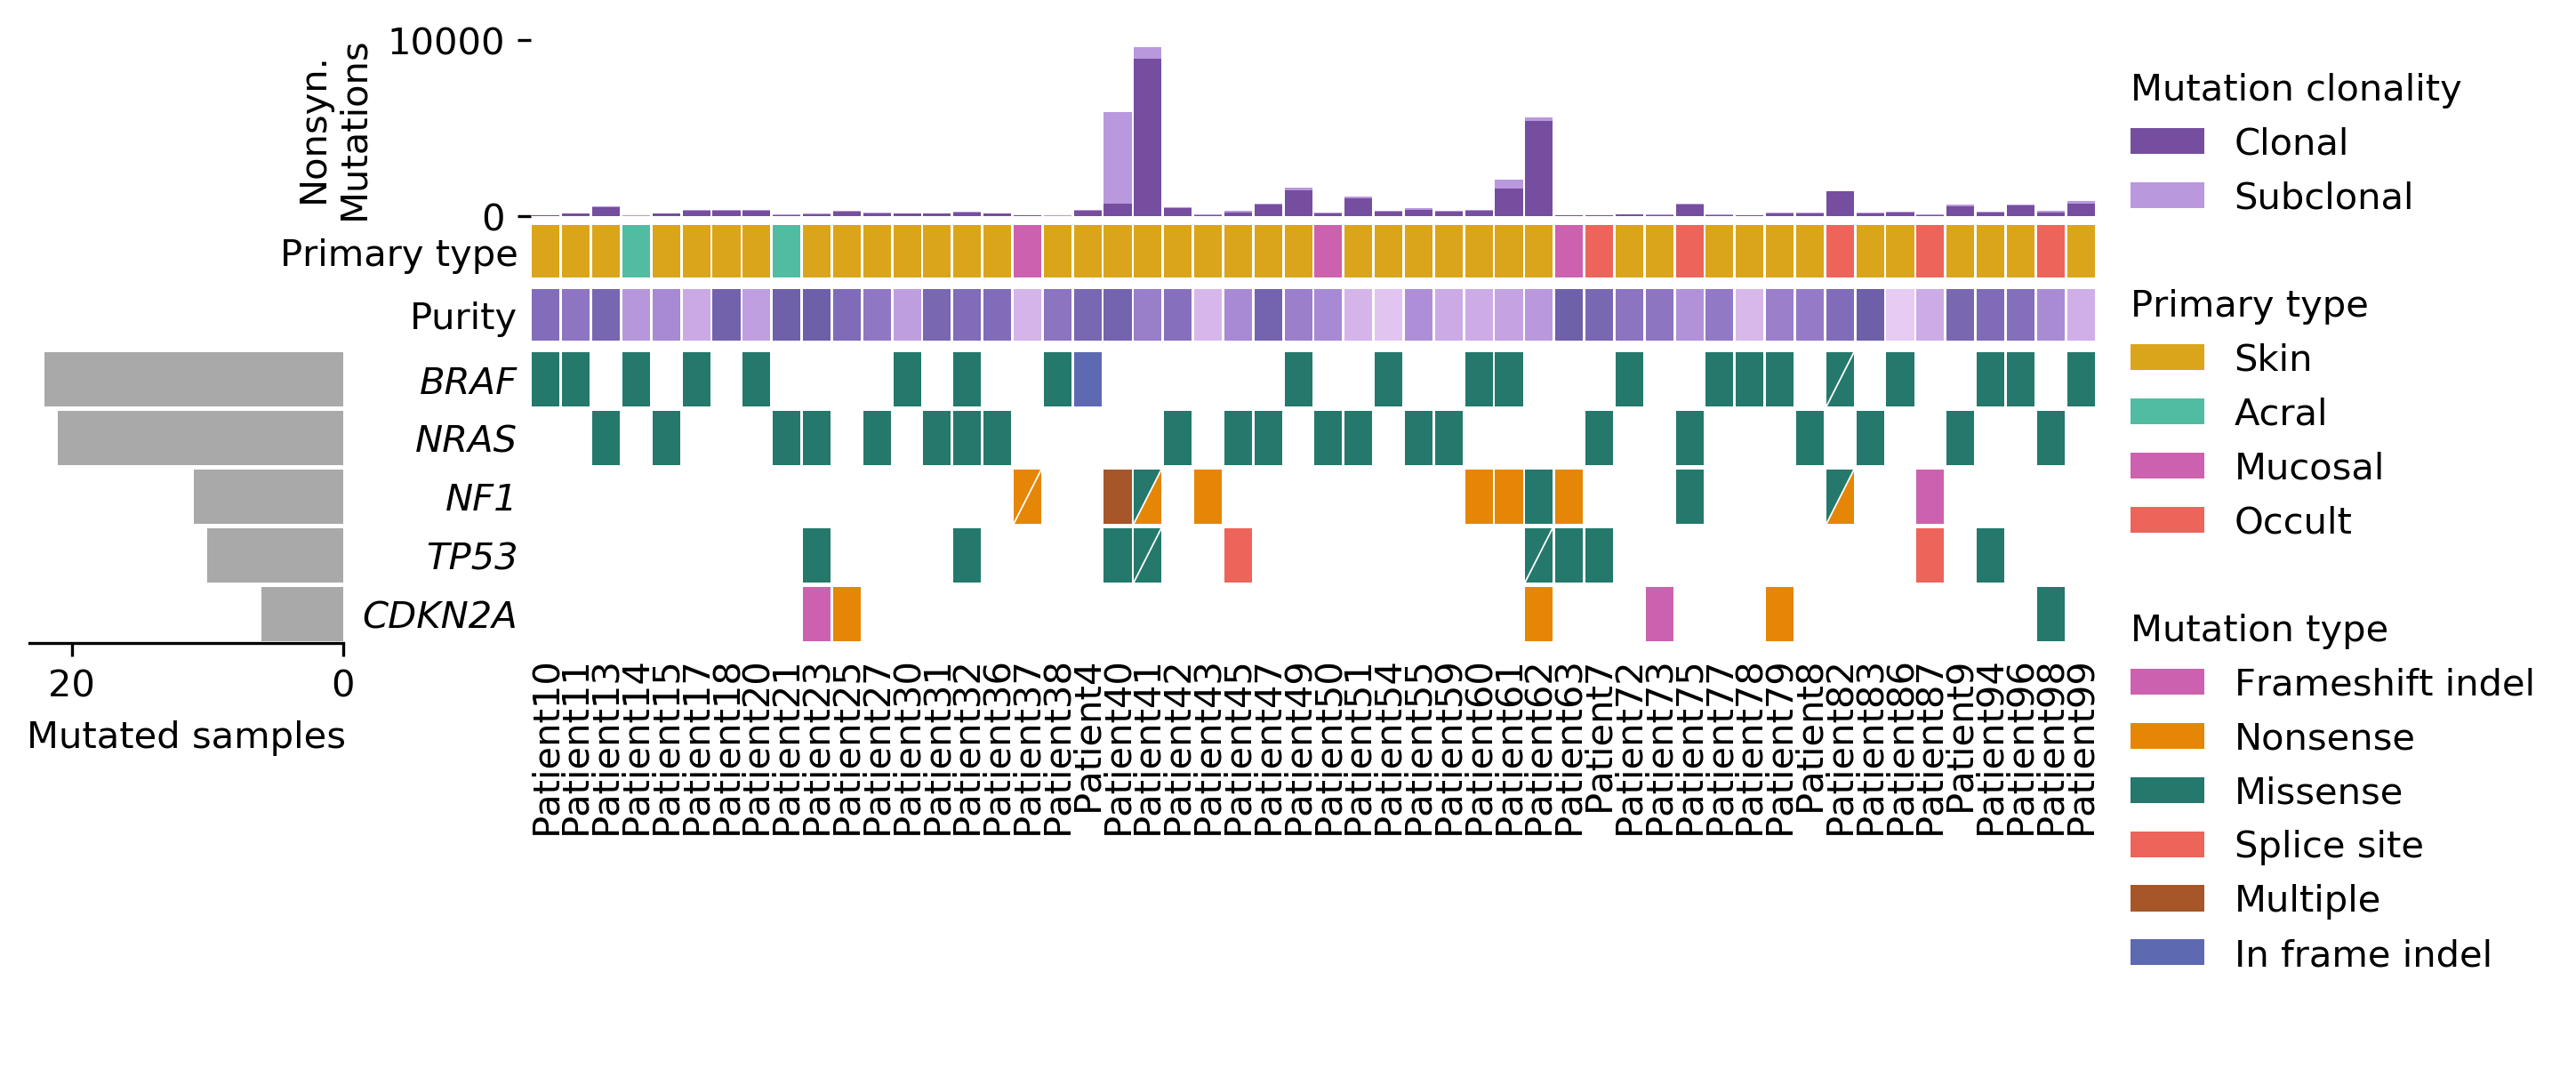 Nonsyn.
Mutations
10000
0
Primary type
Purity
BRAF
NRAS
NF1
TP53
CDKN2A
20
0
Mutated samples
Patient10
Patient11
Patient13
Patient14
Patient15
Patient17
Patient18
Patient20
Patient21
Patient23
Patient25
Patient27
Patient30
Patient31
Patient32
Patient36
Patient37
Patient38
Patient4
Patient40
Patient41
Patient42
Patient43
Patient45
Patient47
Patient49
Patient50
Patient51
Patient54
Patient55
Patient59
Patient60
Patient61
Patient62
Patient63
Patient7
Patient72
Patient73
Patient75
Patient77
Patient78
Patient79
Patient8
Patient82
Patient83
Patient86
Patient87
Patient9
Patient94
Patient96
Patient98
Patient99
Mutation clonality
Clonal
Subclonal
Primary type
Skin
Acral
Mucosal
Occult
Mutation type
Frameshift indel
Nonsense
Missense
Splice site
Multiple
In frame indel